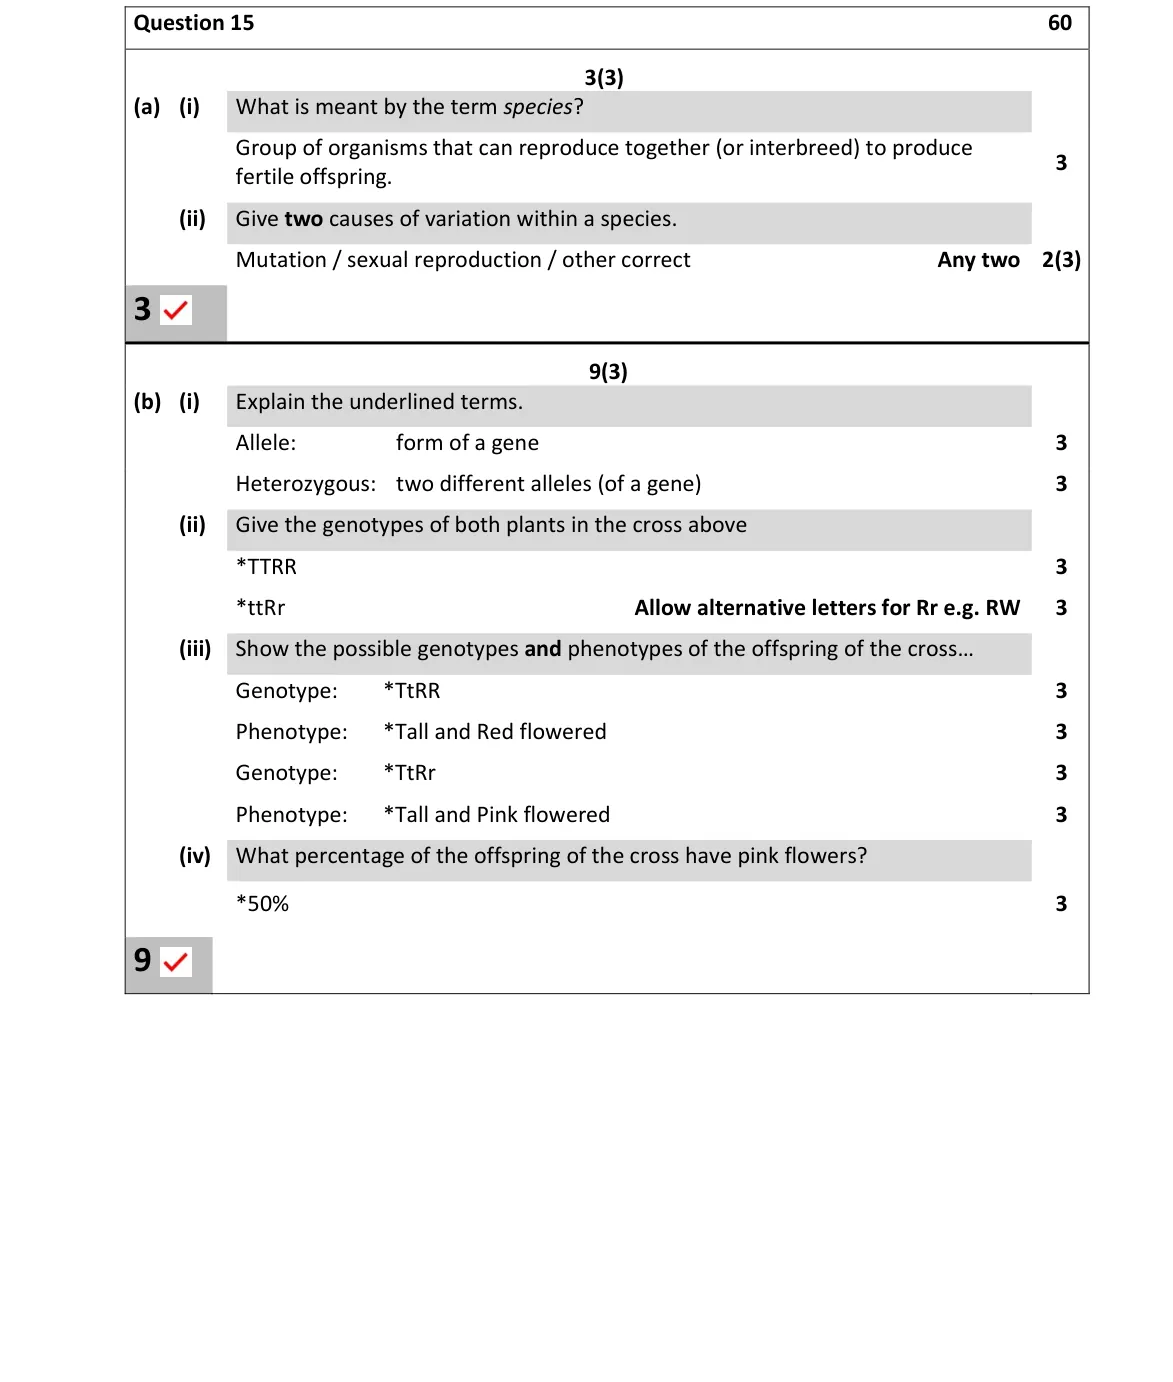 Question 15 60
3(3)
(a) (i) What is meant by the term species?
Group of organisms that can reproduce together (or interbreed) to produce
fertile offspring.
3
(ii) Give two causes of variation within a species.
Mutation / sexual reproduction / other correct Any two 2(3)
3 ✓
9(3)
(b) (i) Explain the underlined terms.
Allele: form of a gene 3
Heterozygous: two different alleles (of a gene) 3
(ii) Give the genotypes of both plants in the cross above
*TTRR 3
*ttRr Allow alternative letters for Rr e.g. RW 3
(iii) Show the possible genotypes and phenotypes of the offspring of the cross…
Genotype: *TtRR 3
Phenotype: *Tall and Red flowered 3
Genotype: *TtRr 3
Phenotype: *Tall and Pink flowered 3
(iv) What percentage of the offspring of the cross have pink flowers?
*50% 3
9 ✓